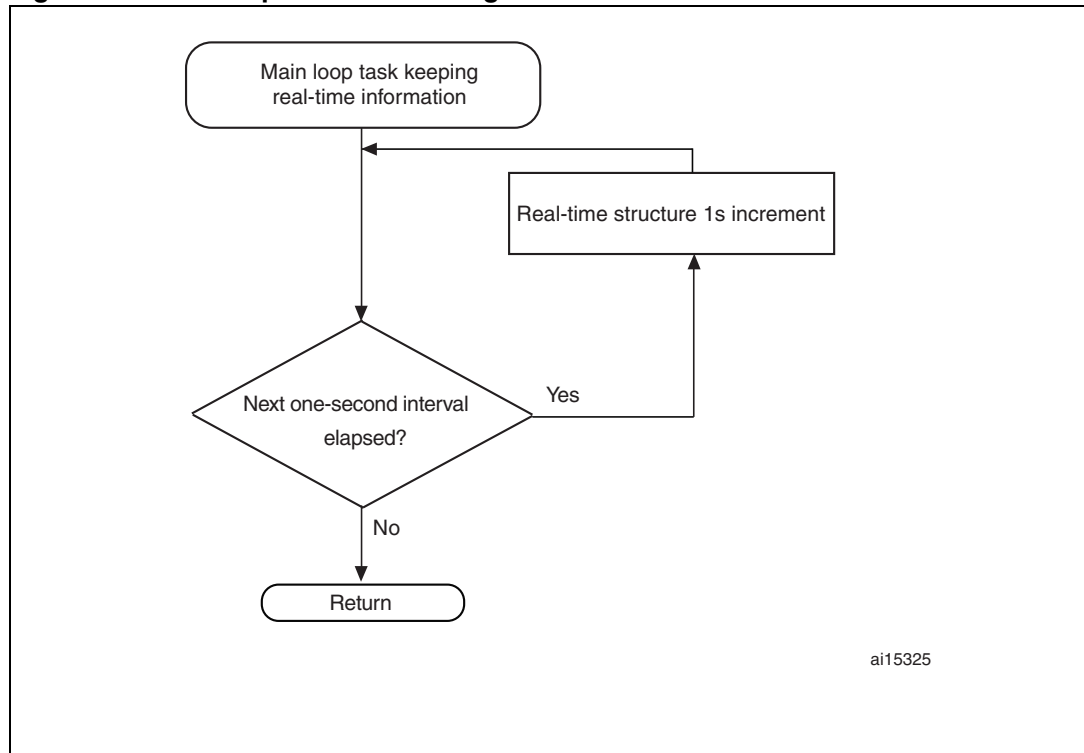 Main loop task keeping
real-time information
Real-time structure 1s increment
Next one-second interval
elapsed?
Yes
No
Return
ai15325